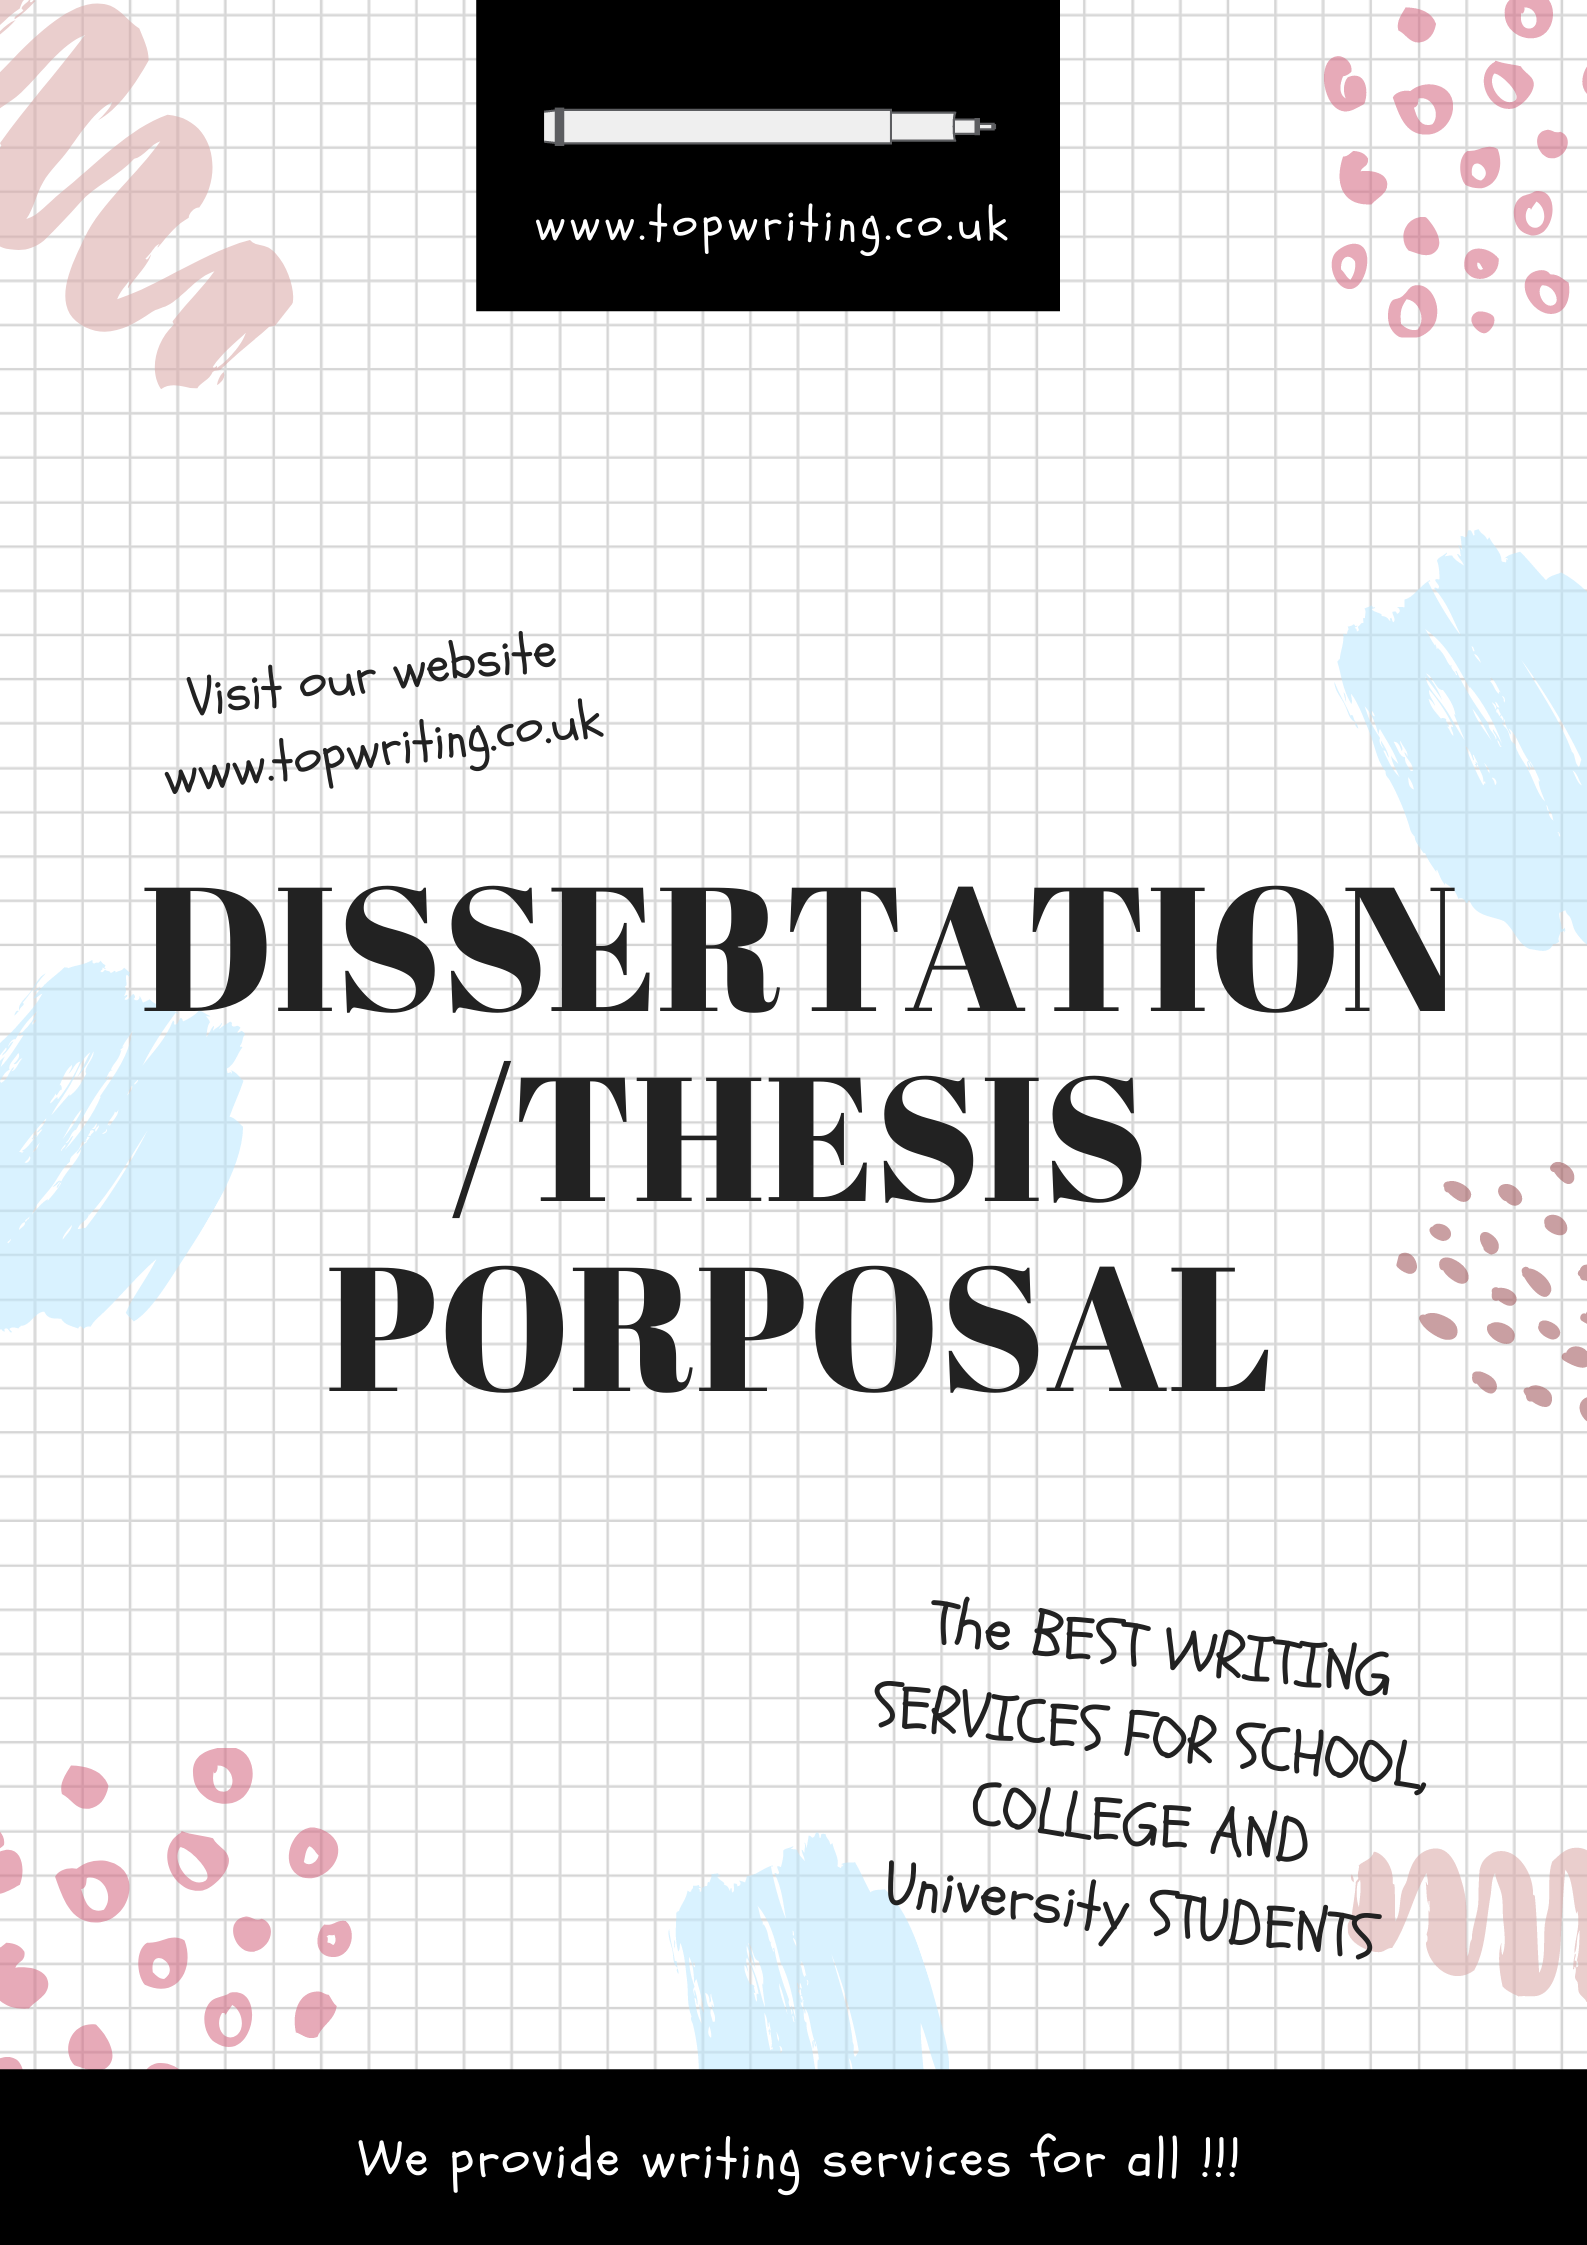 www.topwriting.co.uk
Visit our website
www.topwriting.co.uk
DISSERTATION
/THESIS
PORPOSAL
The BEST WRITING
SERVICES FOR SCHOOL,
COLLEGE AND
University STUDENTS
We provide writing services for all !!!